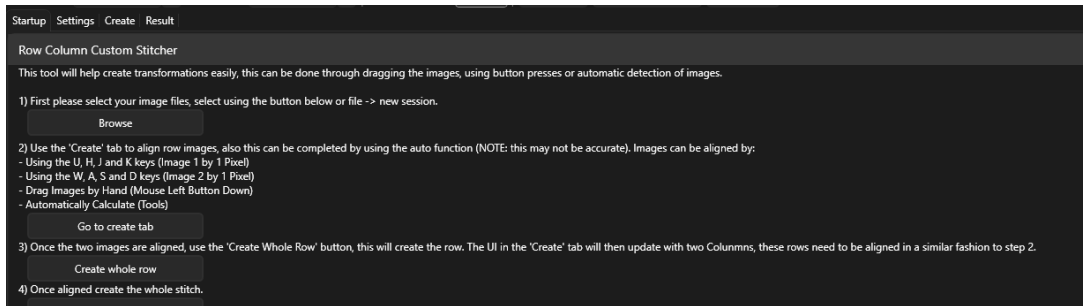 Startup Settings Create Result
Row Column Custom Stitcher
This tool will help create transformations easily, this can be done through dragging the images, using button presses or automatic detection of images.
1) First please select your image files, select using the button below or file -> new session.
Browse
2) Use the 'Create' tab to align row images, also this can be completed by using the auto function (NOTE: this may not be accurate). Images can be aligned by:
- Using the U, H, J and K keys (Image 1 by 1 Pixel)
- Using the W, A, S and D keys (Image 2 by 1 Pixel)
- Drag Images by Hand (Mouse Left Button Down)
- Automatically Calculate (Tools)
Go to create tab
3) Once the two images are aligned, use the 'Create Whole Row' button, this will create the row. The UI in the 'Create' tab will then update with two Colunmns, these rows need to be aligned in a similar fashion to step 2.
Create whole row
4) Once aligned create the whole stitch.